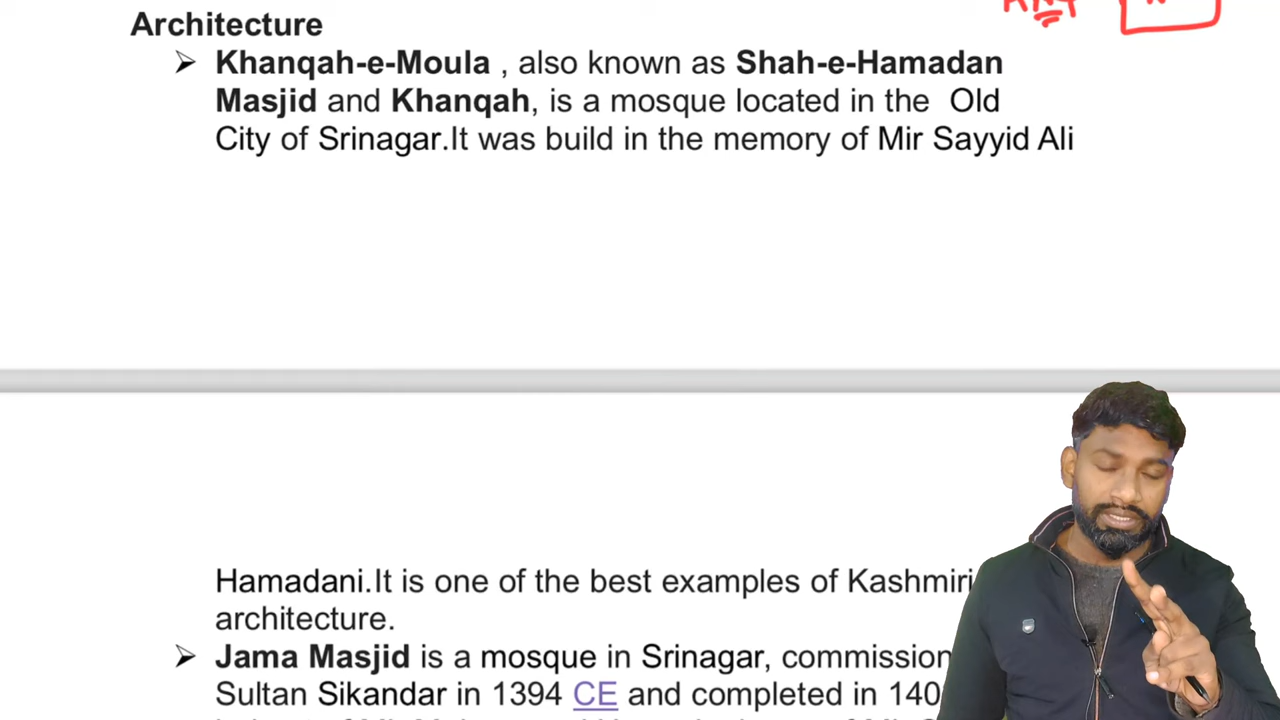 Architecture
➢ Khanqah-e-Moula , also known as Shah-e-Hamadan
Masjid and Khanqah, is a mosque located in the Old
City of Srinagar.It was build in the memory of Mir Sayyid Ali
Hamadani.It is one of the best examples of Kashmiri
architecture.
➢ Jama Masjid is a mosque in Srinagar, commission
Sultan Sikandar in 1394 CE and completed in 140